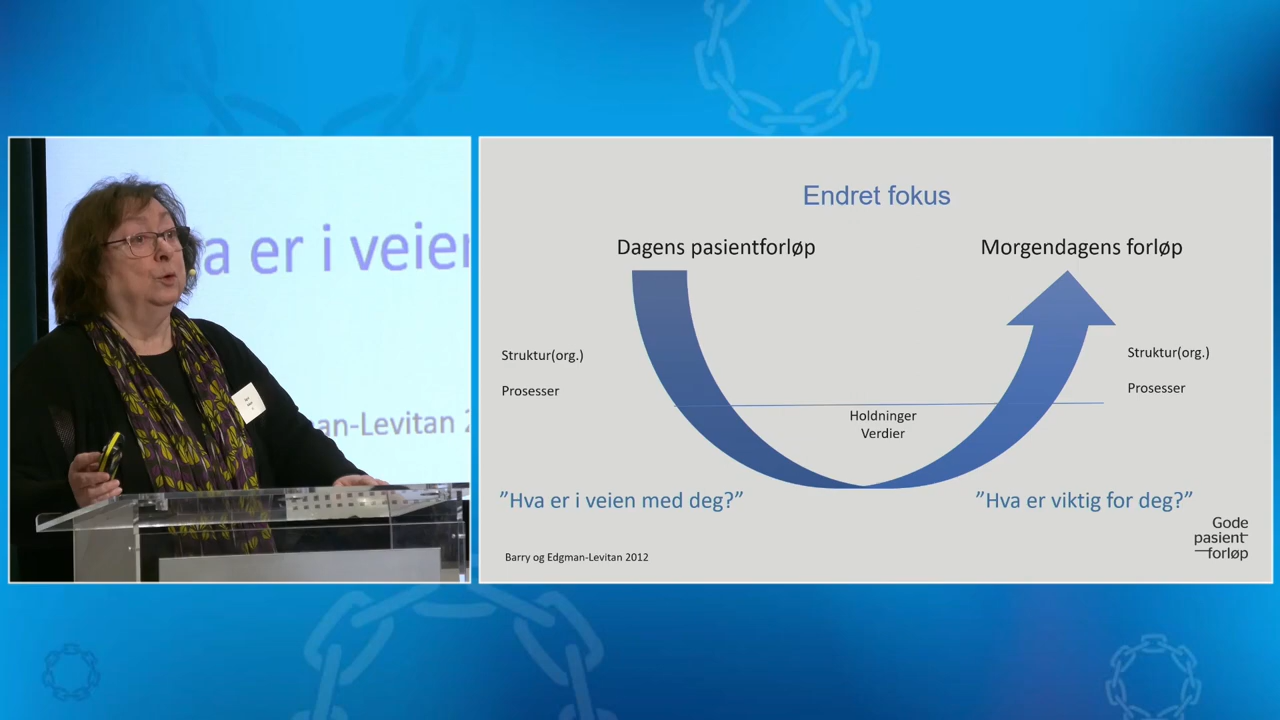 a er i veien
an-Levitan 2
Endret fokus
Dagens pasientforløp
Morgendagens forløp
Struktur(org.)
Prosesser
Struktur(org.)
Prosesser
Holdninger
Verdier
”Hva er i veien med deg?”
”Hva er viktig for deg?”
Barry og Edgman-Levitan 2012
Gode
pasient
forløp